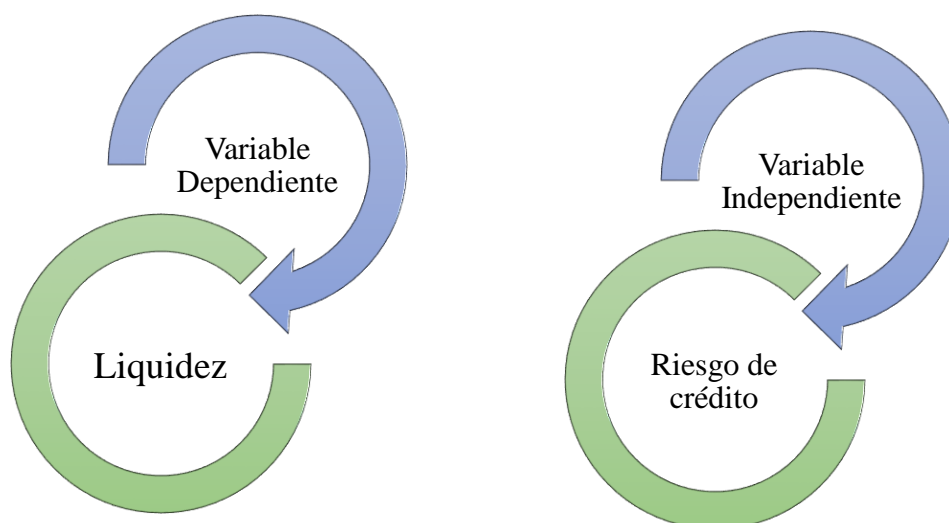 Variable
Dependiente
Liquidez
Variable
Independiente
Riesgo de
crédito